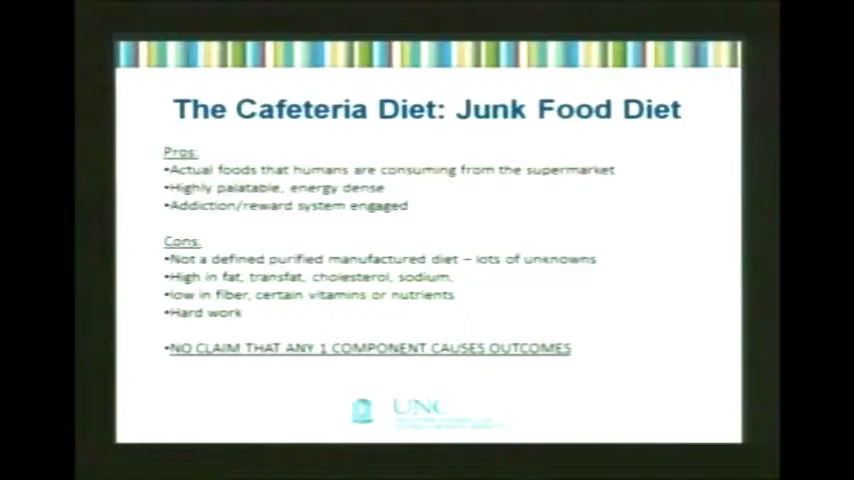 The Cafeteria Diet: Junk Food Diet
Pros:
•Actual foods that humans are consuming from the supermarket
•Highly palatable, energy dense
•Addiction/reward system engaged
Cons:
•Not a defined purified manufactured diet – lots of unknowns
•High in fat, transfat, cholesterol, sodium,
•low in fiber, certain vitamins or nutrients
•Hard work
•NO CLAIM THAT ANY 1 COMPONENT CAUSES OUTCOMES
UNC